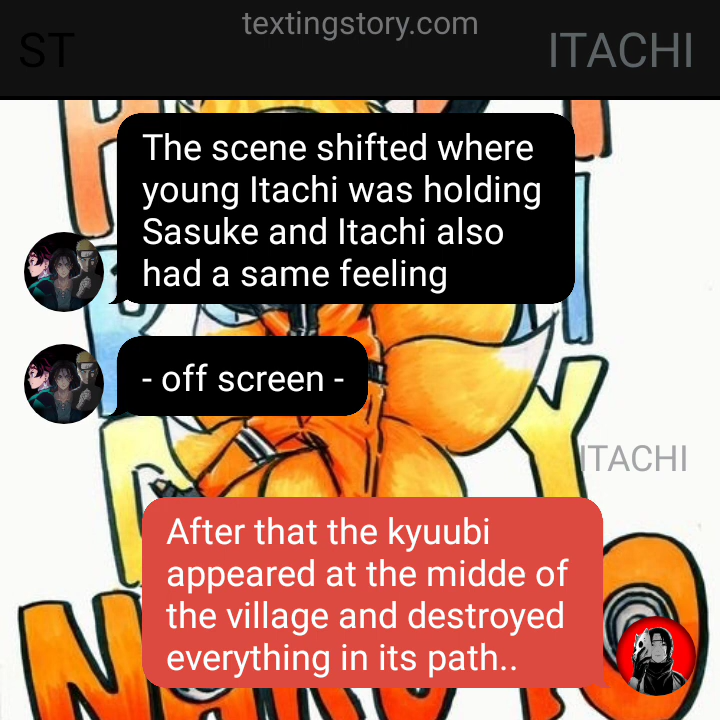 textingstory.com
ST
ITACHI
The scene shifted where
young Itachi was holding
Sasuke and Itachi also
had a same feeling
- off screen -
ITACHI
After that the kyuubi
appeared at the midde of
the village and destroyed
everything in its path..